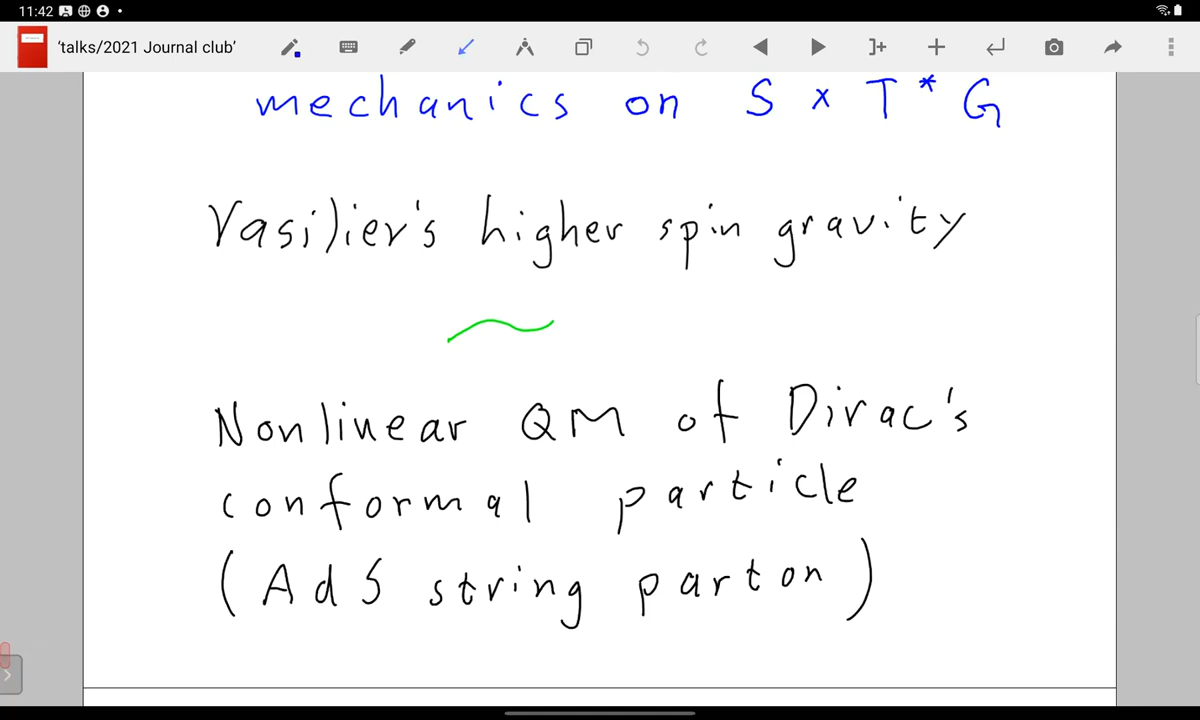 11:42
'talks/2021 Journal club'
mechanics on S x T * G
Vasiliev's higher spin gravity
Nonlinear QM of Dirac's
conformal particle
(AdS string parton)